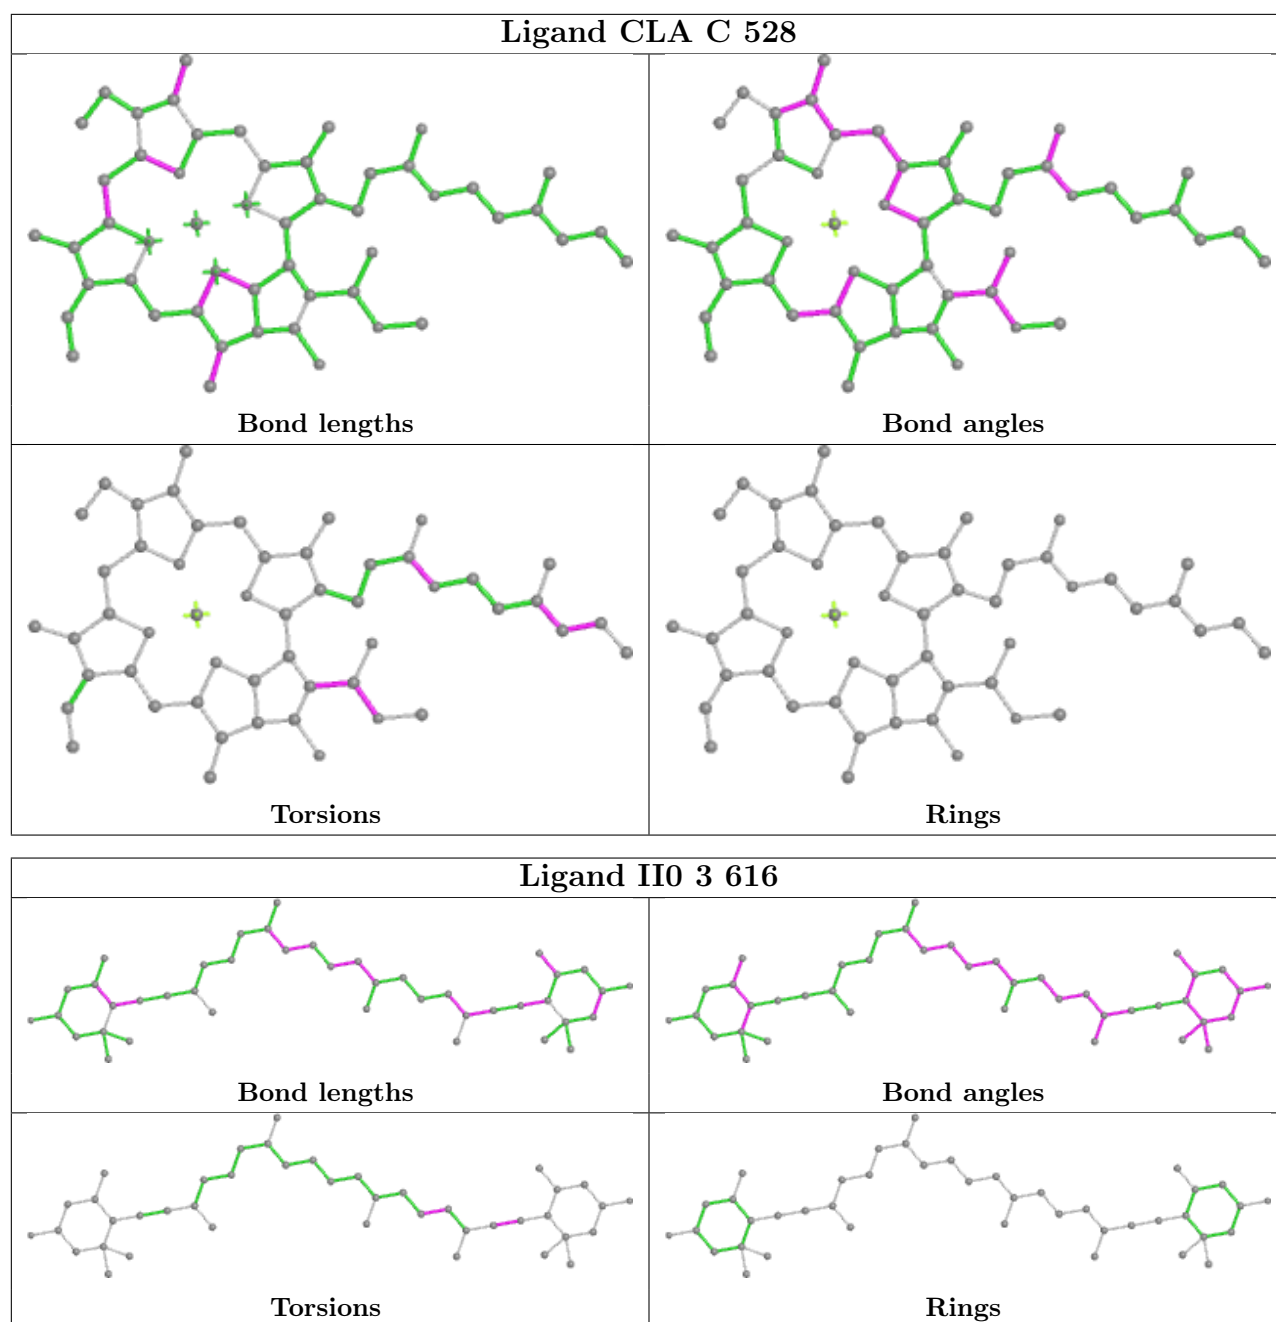 Ligand CLA C 528
Bond lengths
Bond angles
Torsions
Rings
Ligand II0 3 616
Bond lengths
Bond angles
Torsions
Rings